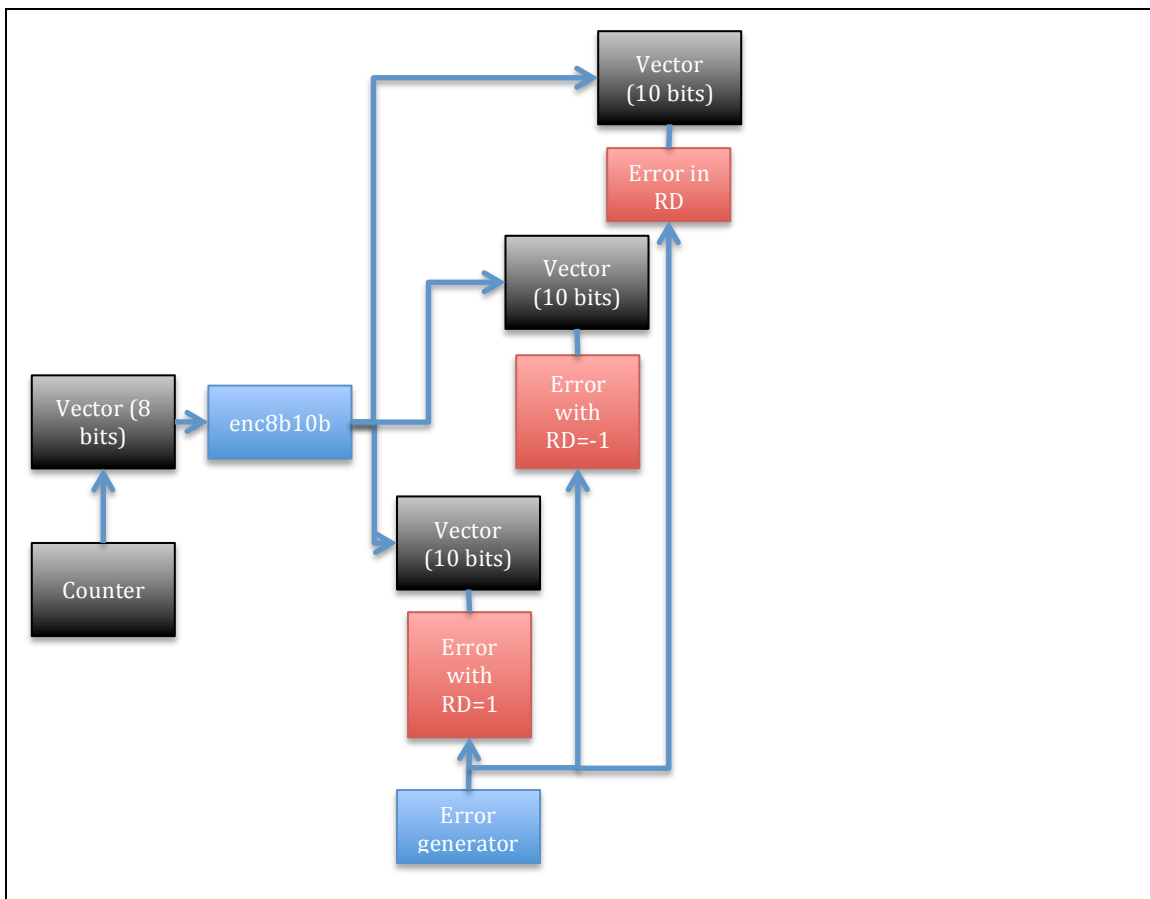 Vector
(10 bits)
Error in
RD
Vector
(10 bits)
Error
with
RD=-1
Vector (8
bits)
enc8b10b
Vector
(10 bits)
Counter
Error
with
RD=1
Error
generator